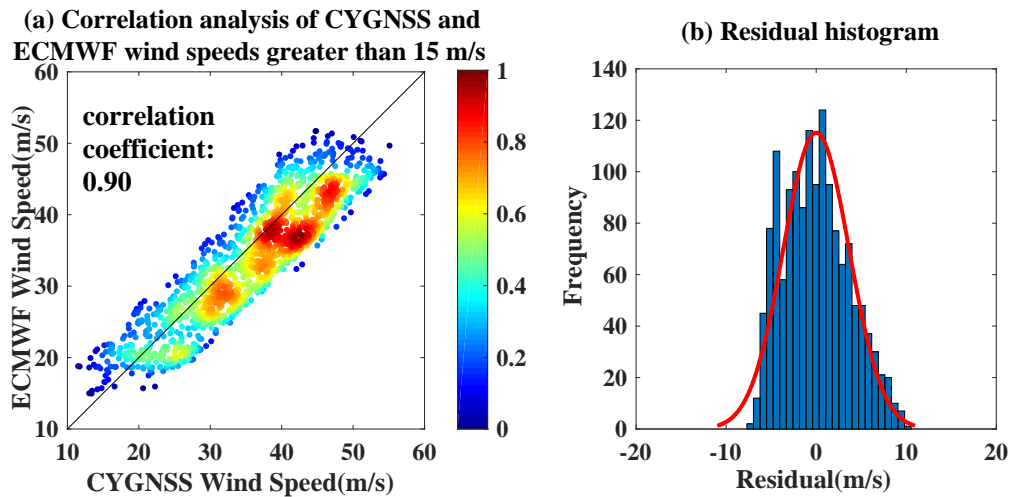 (a) Correlation analysis of CYGNSS and
ECMWF wind speeds greater than 15 m/s
60
50
40
30
20
10
ECMWF Wind Speed(m/s)
correlation
coefficient:
0.90
10 20 30 40 50 60
CYGNSS Wind Speed(m/s)
1
0.8
0.6
0.4
0.2
0
(b) Residual histogram
140
120
100
80
60
40
20
0
Frequency
-20 -10 0 10 20
Residual(m/s)